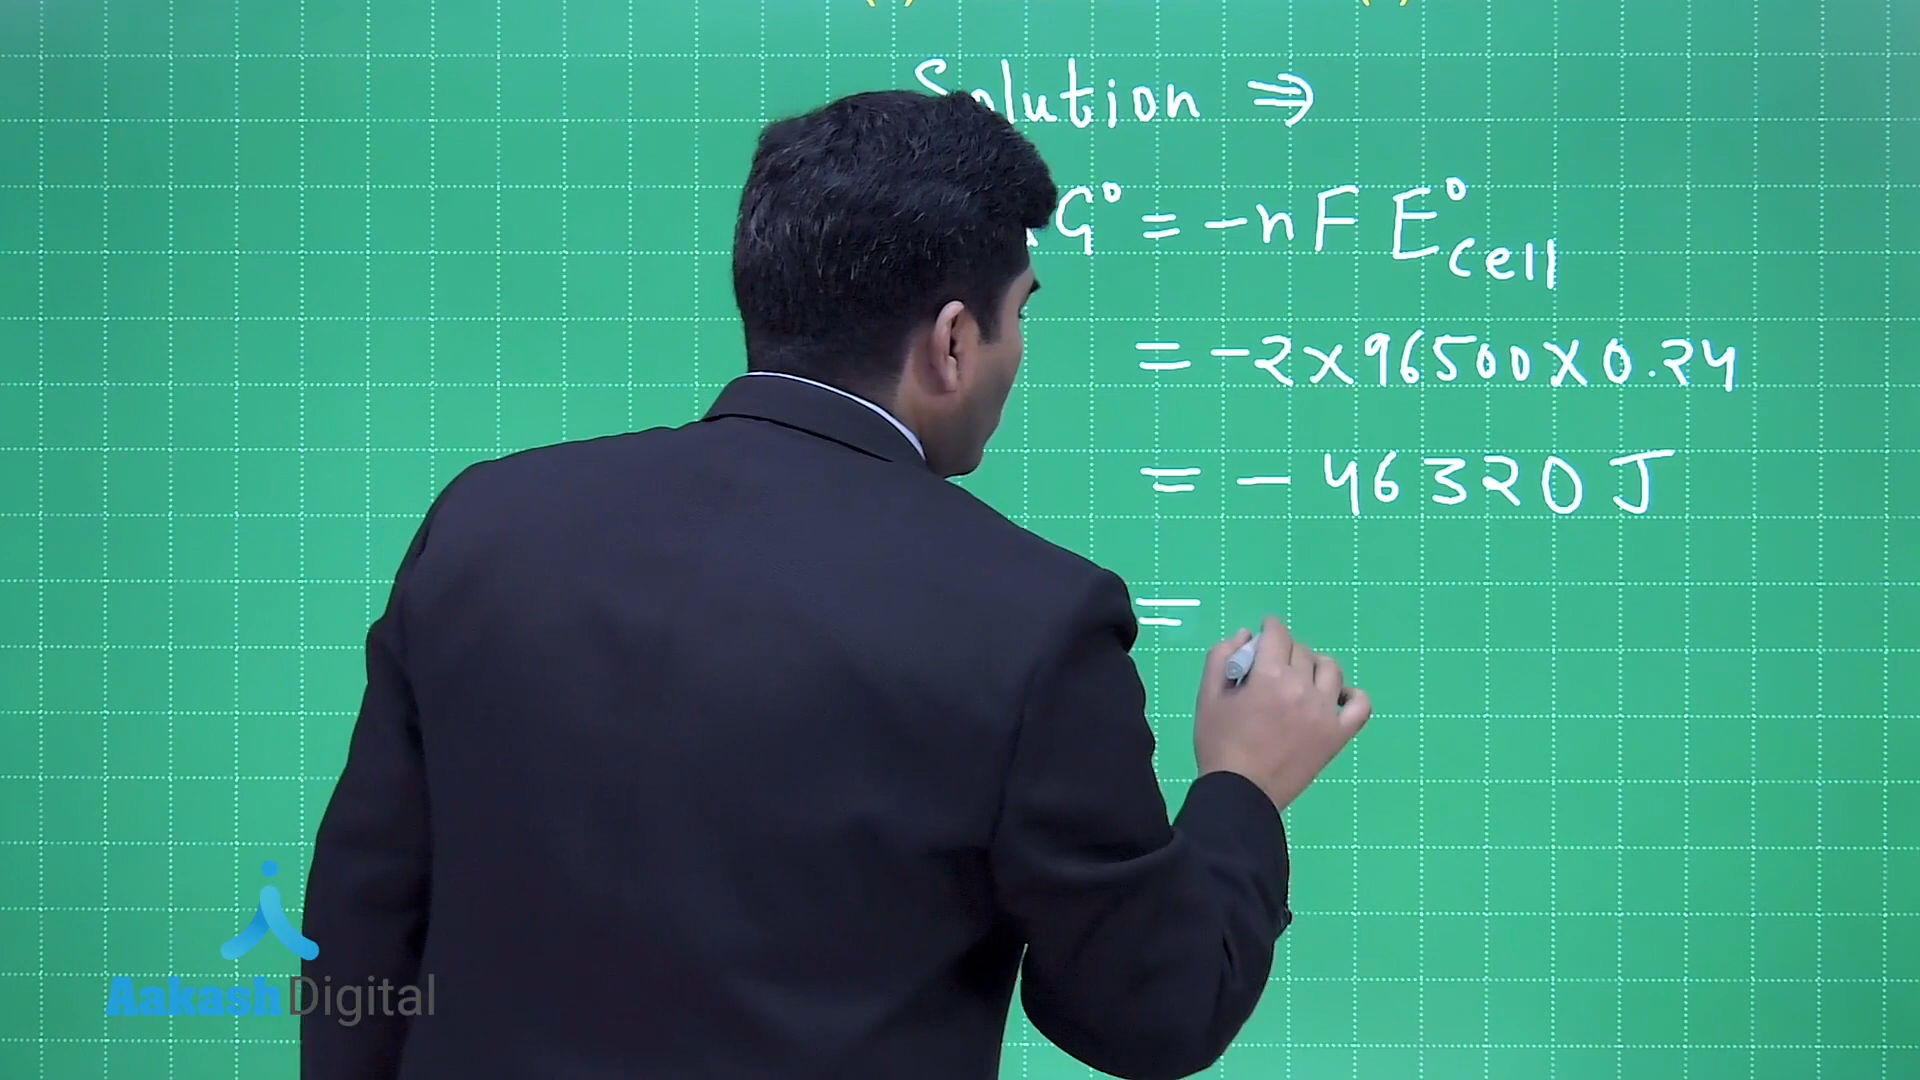 Solution ⇒
G° = -nFE°cell
= -2×96500×0.24
= - 46320 J
=
Aakash Digital